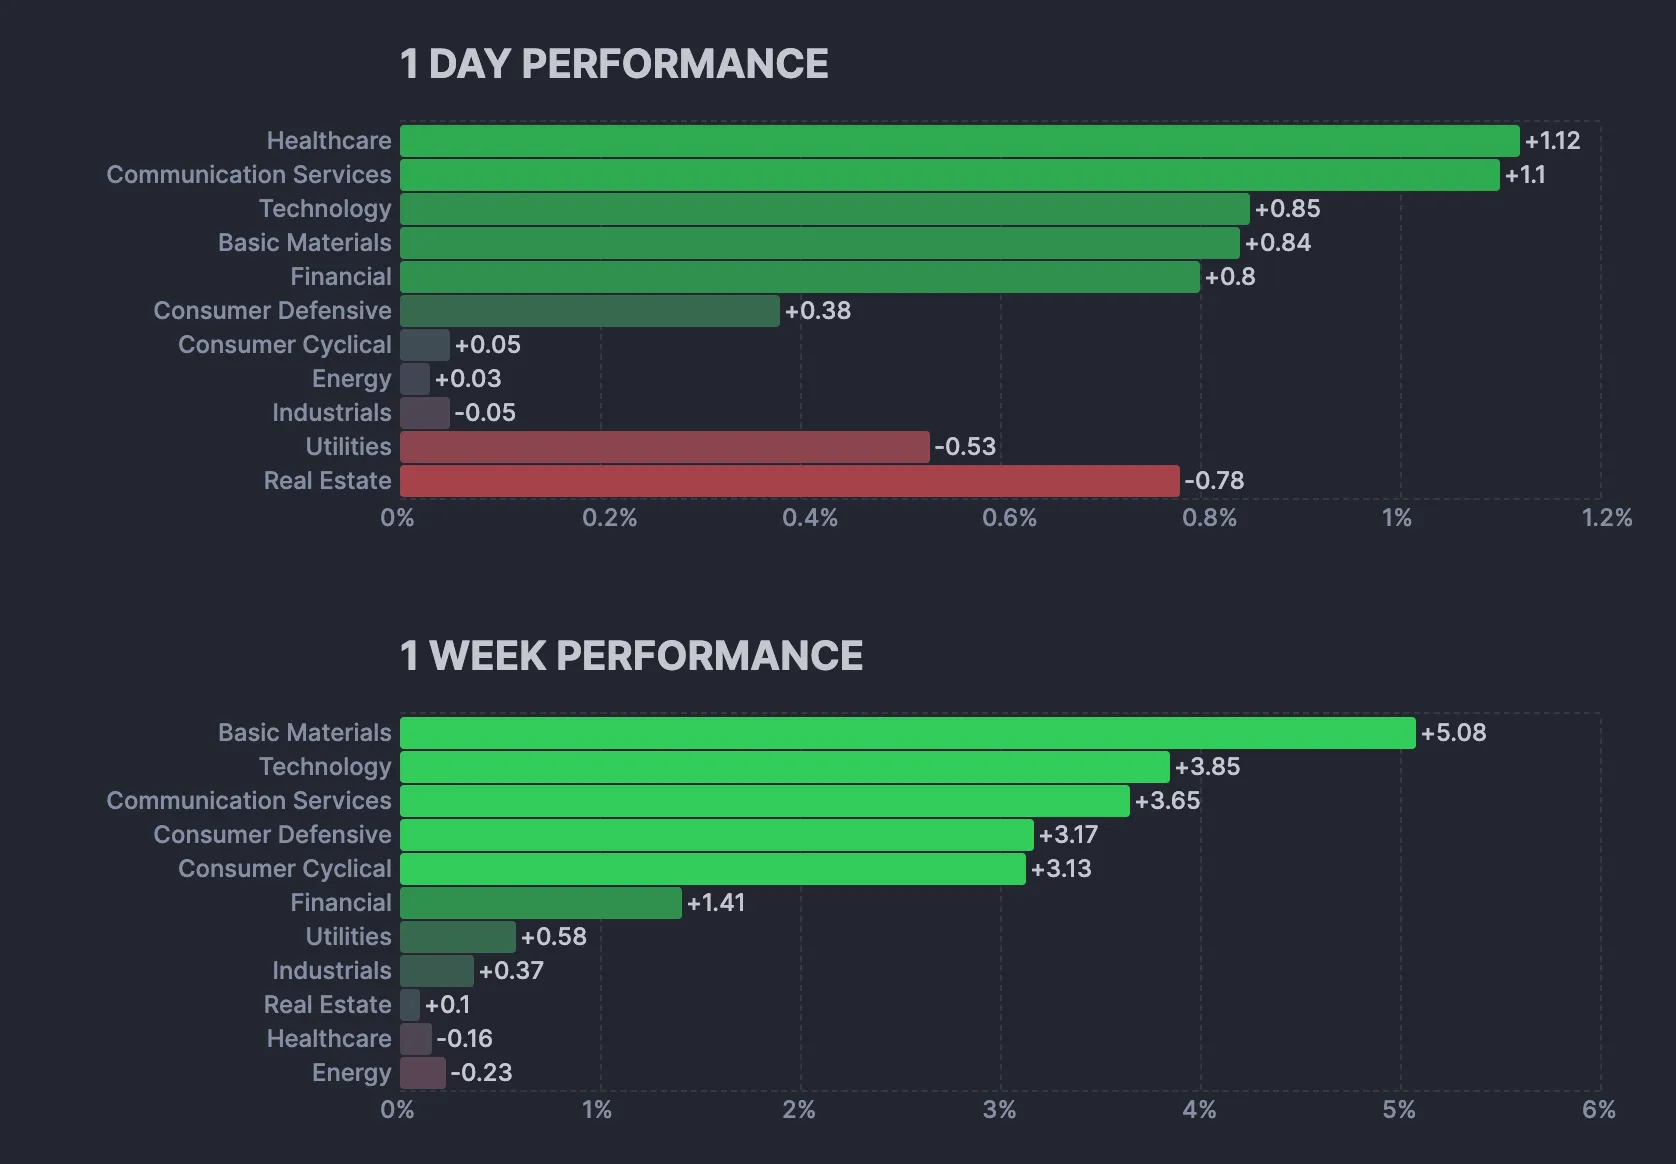 1 DAY PERFORMANCE
Healthcare +1.12
Communication Services +1.1
Technology +0.85
Basic Materials +0.84
Financial +0.8
Consumer Defensive +0.38
Consumer Cyclical +0.05
Energy +0.03
Industrials -0.05
Utilities -0.53
Real Estate -0.78
0% 0.2% 0.4% 0.6% 0.8% 1% 1.2%
1 WEEK PERFORMANCE
Basic Materials +5.08
Technology +3.85
Communication Services +3.65
Consumer Defensive +3.17
Consumer Cyclical +3.13
Financial +1.41
Utilities +0.58
Industrials +0.37
Real Estate +0.1
Healthcare -0.16
Energy -0.23
0% 1% 2% 3% 4% 5% 6%